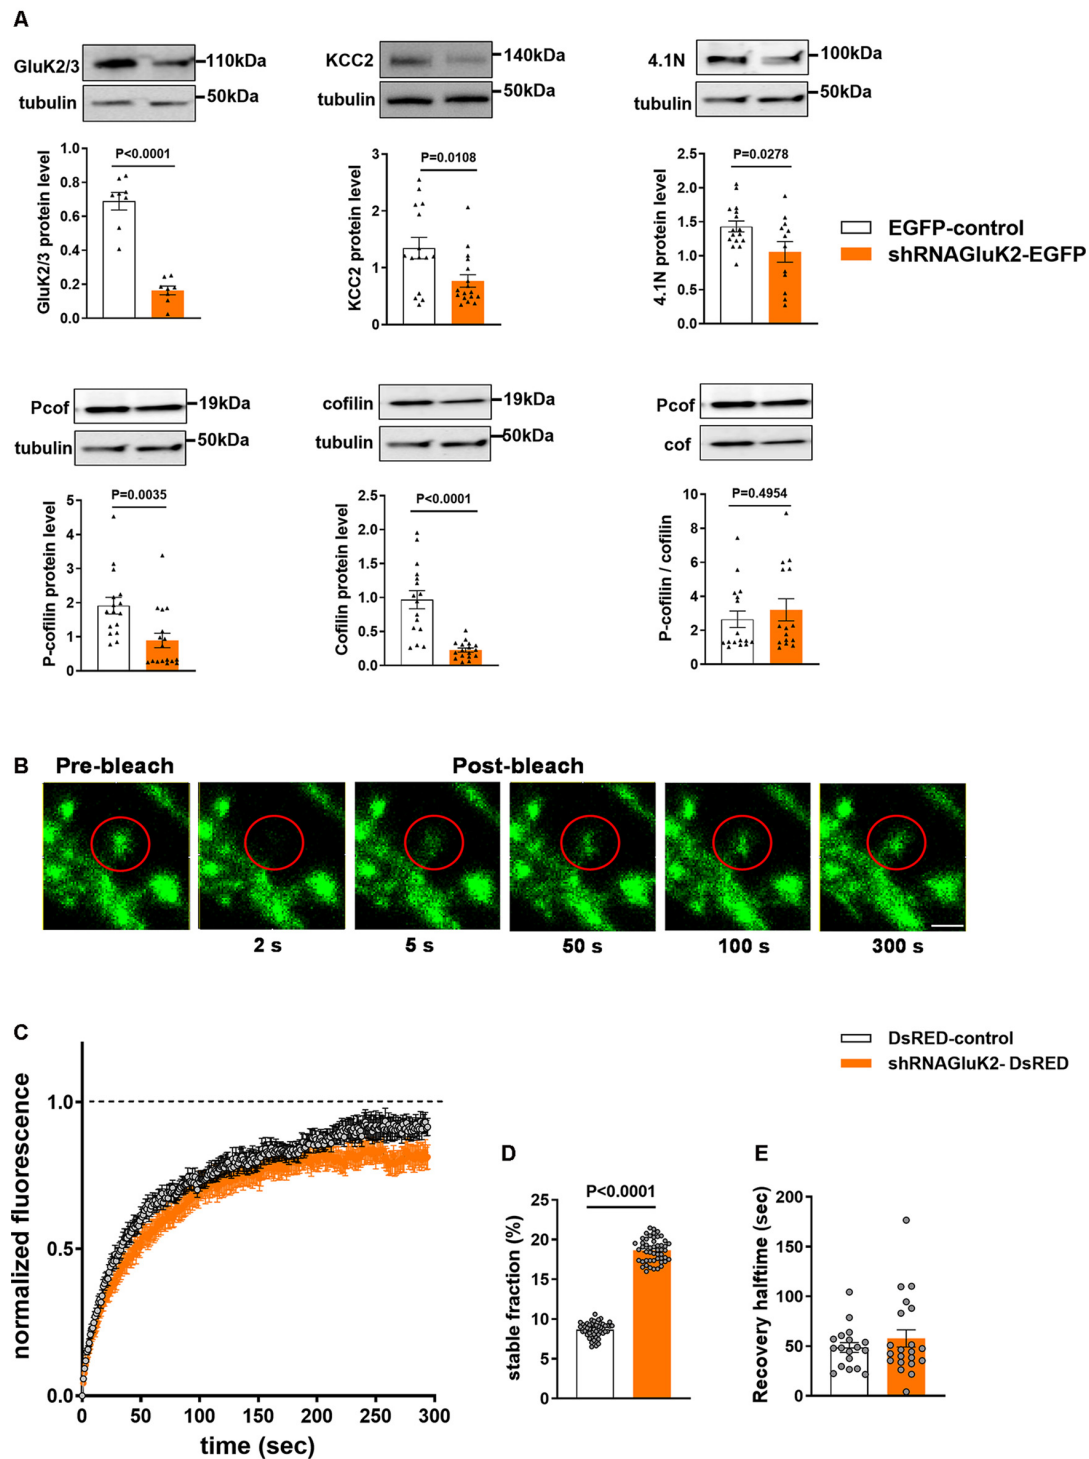 A
GluK2/3
110kDa
tubulin
50kDa
KCC2
140kDa
tubulin
50kDa
4.1N
100kDa
tubulin
50kDa
P<0.0001
GluK2/3 protein level
1.0
0.8
0.6
0.4
0.2
0.0
P=0.0108
KCC2 protein level
3
2
1
0
P=0.0278
4.1N protein level
2.5
2.0
1.5
1.0
0.5
0.0
EGFP-control
shRNAGluK2-EGFP
Pcof
19kDa
tubulin
50kDa
cofilin
19kDa
tubulin
50kDa
Pcof
cof
P=0.0035
P-cofilin protein level
5
4
3
2
1
0
P<0.0001
Cofilin protein level
2.5
2.0
1.5
1.0
0.5
0.0
P=0.4954
P-cofilin / cofilin
10
8
6
4
2
0
B
Pre-bleach
Post-bleach
2 s
5 s
50 s
100 s
300 s
C
DsRED-control
shRNAGluK2- DsRED
normalized fluorescence
1.0
0.5
0.0
0
50
100
150
200
250
300
time (sec)
D
P<0.0001
stable fraction (%)
25
20
15
10
5
0
E
Recovery halftime (sec)
200
150
100
50
0